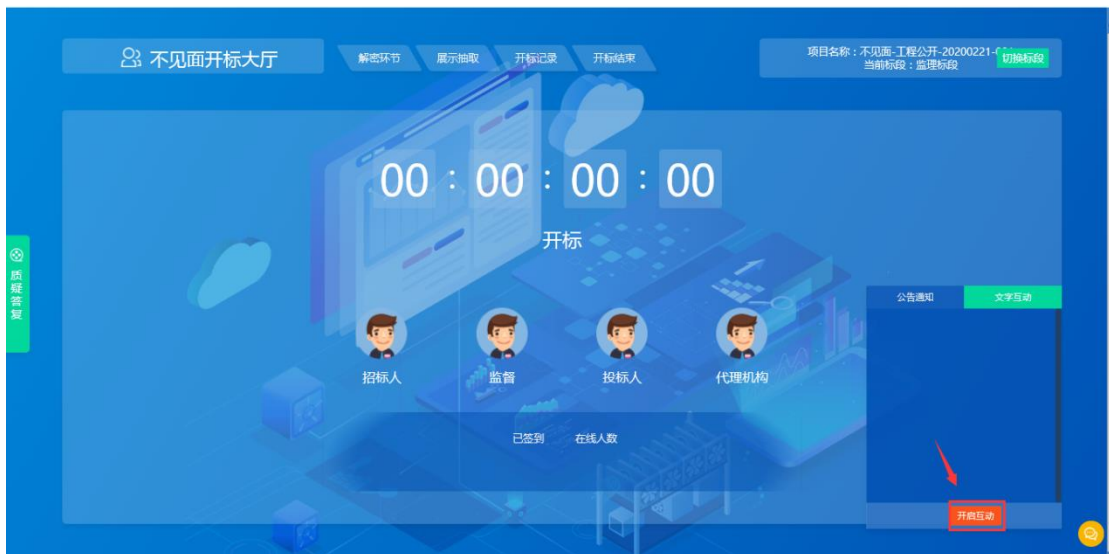 不见面开标大厅
解密环节 展示抽取 开标记录 开标结束
项目名称：不见面-工程公开-20200221-
当前标段：监理标段
切换标段
00 : 00 : 00 : 00
开标
质疑答复
公告通知 文字互动
招标人 监督 投标人 代理机构
已签到 在线人数
开启互动